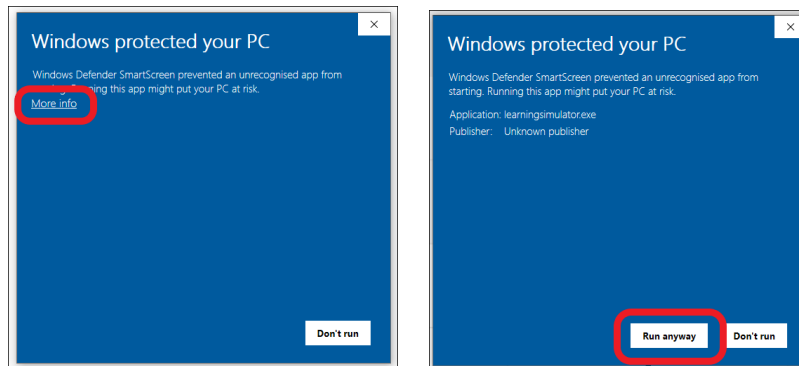 Windows protected your PC
Windows Defender SmartScreen prevented an unrecognised app from
starting. Running this app might put your PC at risk.
More info
Don't run
Windows protected your PC
Windows Defender SmartScreen prevented an unrecognised app from
starting. Running this app might put your PC at risk.
Application: learningsimulator.exe
Publisher: Unknown publisher
Run anyway
Don't run